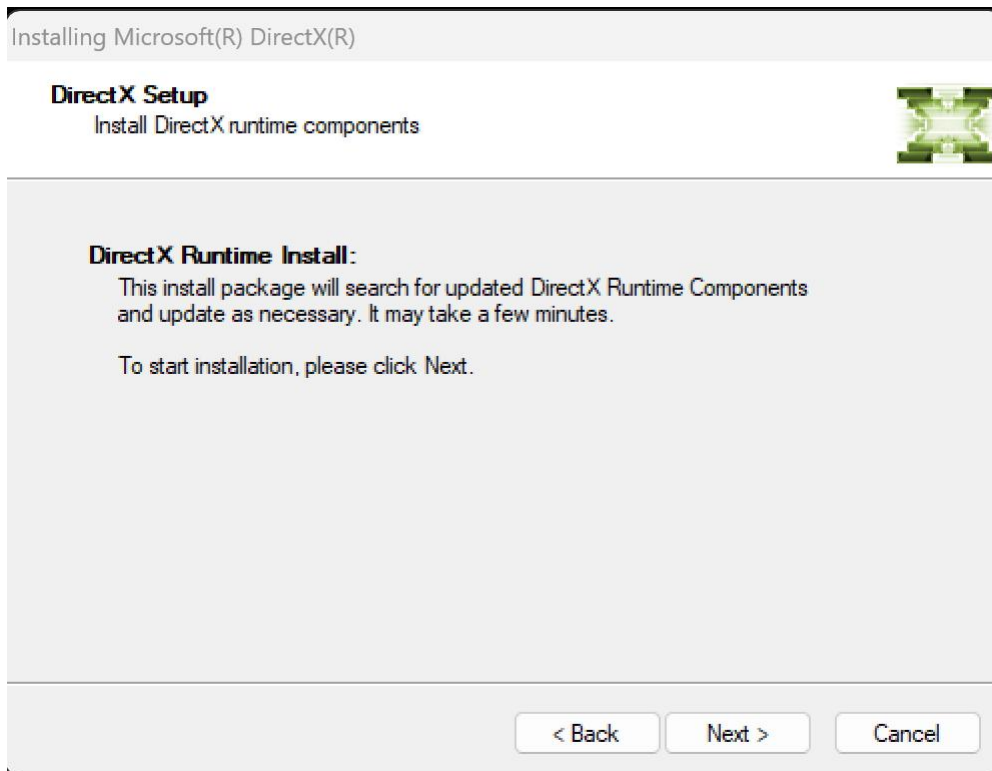 Installing Microsoft(R) DirectX(R)
DirectX Setup
Install DirectX runtime components
DirectX Runtime Install:
This install package will search for updated DirectX Runtime Components
and update as necessary. It may take a few minutes.
To start installation, please click Next.
< Back
Next >
Cancel